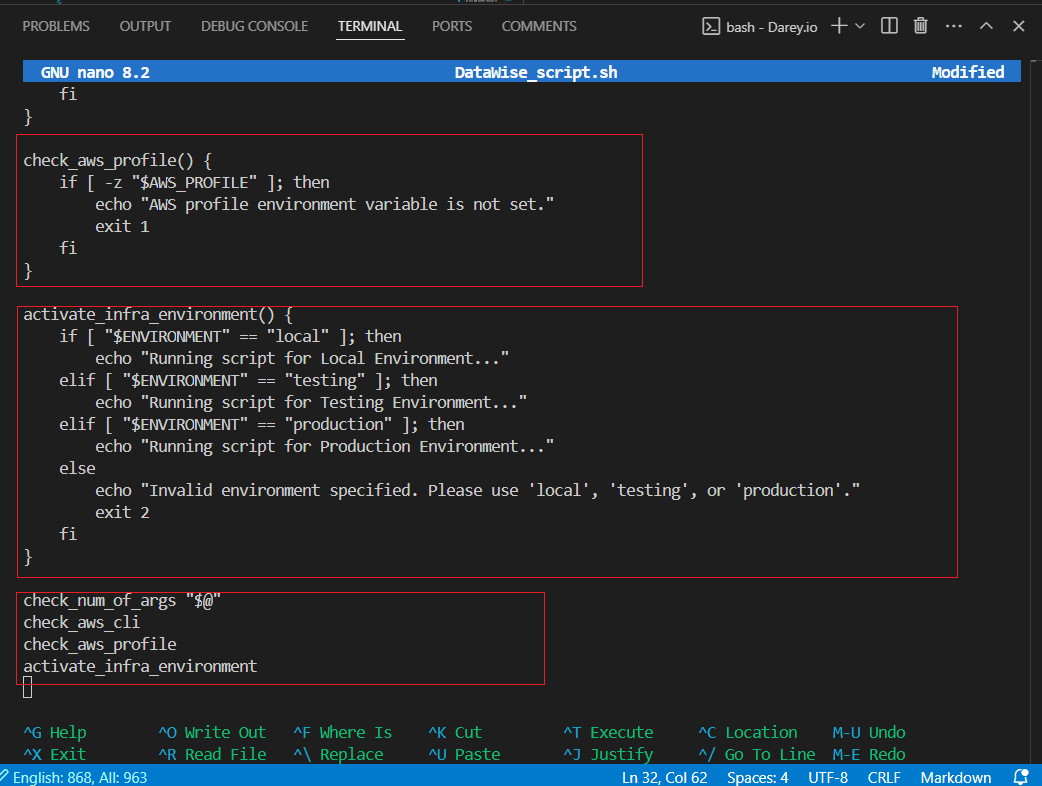 PROBLEMS OUTPUT DEBUG CONSOLE TERMINAL PORTS COMMENTS bash - Darey.io
GNU nano 8.2 DataWise_script.sh Modified
    fi
}
check_aws_profile() {
    if [ -z "$AWS_PROFILE" ]; then
        echo "AWS profile environment variable is not set."
        exit 1
    fi
}
activate_infra_environment() {
    if [ "$ENVIRONMENT" == "local" ]; then
        echo "Running script for Local Environment..."
    elif [ "$ENVIRONMENT" == "testing" ]; then
        echo "Running script for Testing Environment..."
    elif [ "$ENVIRONMENT" == "production" ]; then
        echo "Running script for Production Environment..."
    else
        echo "Invalid environment specified. Please use 'local', 'testing', or 'production'."
        exit 2
    fi
}
check_num_of_args "$@"
check_aws_cli
check_aws_profile
activate_infra_environment
^G Help ^O Write Out ^F Where Is ^K Cut ^T Execute ^C Location M-U Undo
^X Exit ^R Read File ^\ Replace ^U Paste ^J Justify ^/ Go To Line M-E Redo
English: 868, All: 963 Ln 32, Col 62 Spaces: 4 UTF-8 CRLF Markdown